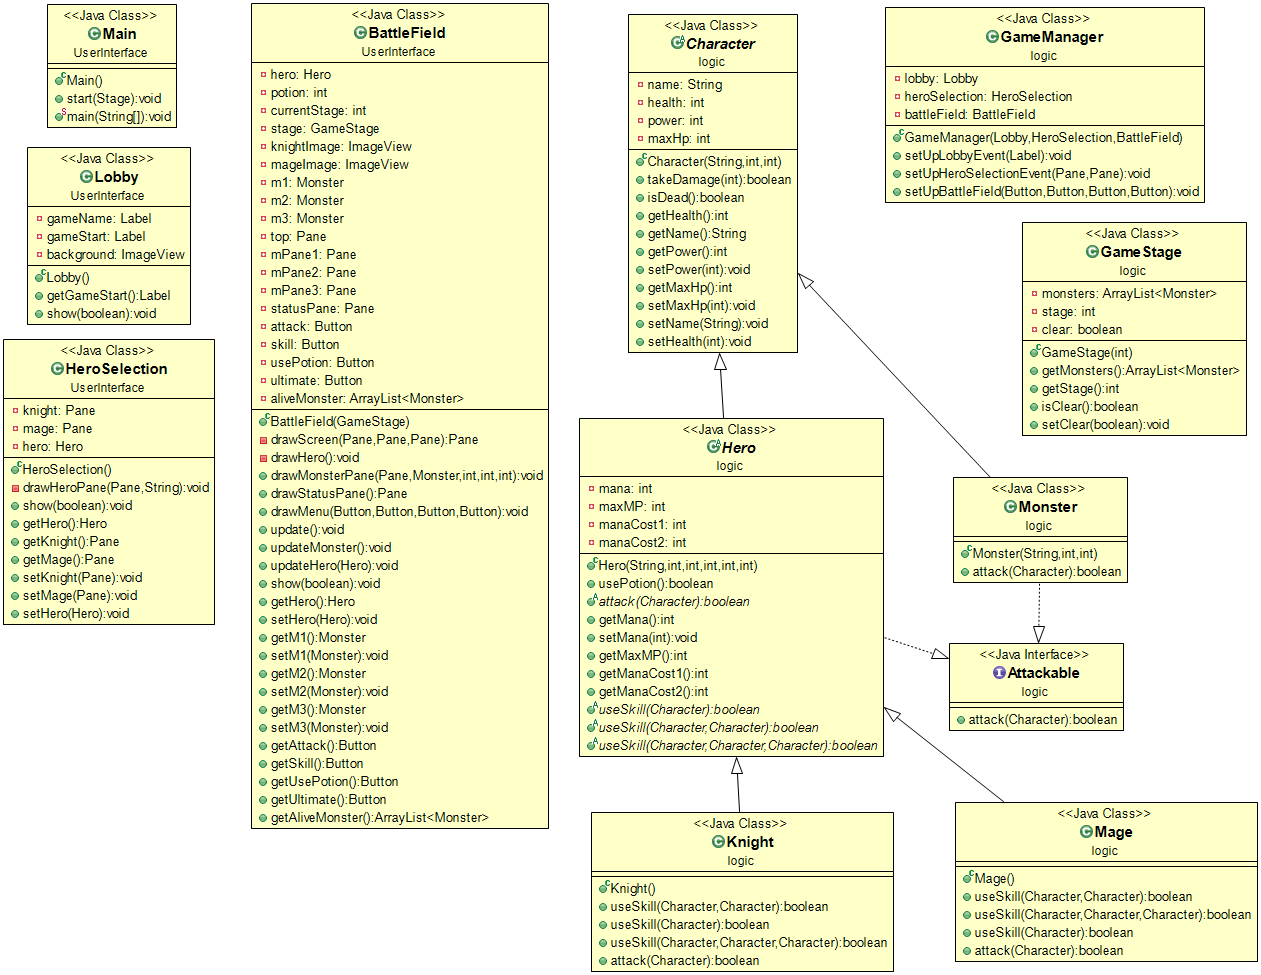 <<Java Class>>
Main
UserInterface
Main()
start(Stage):void
main(String[]):void
<<Java Class>>
Lobby
UserInterface
gameName: Label
gameStart: Label
background: ImageView
Lobby()
getGameStart():Label
show(boolean):void
<<Java Class>>
HeroSelection
UserInterface
knight: Pane
mage: Pane
hero: Hero
HeroSelection()
drawHeroPane(Pane,String):void
show(boolean):void
getHero():Hero
getKnight():Pane
getMage():Pane
setKnight(Pane):void
setMage(Pane):void
setHero(Hero):void
<<Java Class>>
BattleField
UserInterface
hero: Hero
potion: int
currentStage: int
stage: GameStage
knightImage: ImageView
mageImage: ImageView
m1: Monster
m2: Monster
m3: Monster
top: Pane
mPane1: Pane
mPane2: Pane
mPane3: Pane
statusPane: Pane
attack: Button
skill: Button
usePotion: Button
ultimate: Button
aliveMonster: ArrayList<Monster>
BattleField(GameStage)
drawScreen(Pane,Pane,Pane):Pane
drawHero():void
drawMonsterPane(Pane,Monster,int,int,int):void
drawStatusPane():Pane
drawMenu(Button,Button,Button,Button):void
update():void
updateMonster():void
updateHero(Hero):void
show(boolean):void
getHero():Hero
setHero(Hero):void
getM1():Monster
setM1(Monster):void
getM2():Monster
setM2(Monster):void
getM3():Monster
setM3(Monster):void
getAttack():Button
getSkill():Button
getUsePotion():Button
getUltimate():Button
getAliveMonster():ArrayList<Monster>
<<Java Class>>
Character
logic
name: String
health: int
power: int
maxHp: int
Character(String,int,int)
takeDamage(int):boolean
isDead():boolean
getHealth():int
getName():String
getPower():int
setPower(int):void
getMaxHp():int
setMaxHp(int):void
setName(String):void
setHealth(int):void
<<Java Class>>
GameManager
logic
lobby: Lobby
heroSelection: HeroSelection
battleField: BattleField
GameManager(Lobby,HeroSelection,BattleField)
setUpLobbyEvent(Label):void
setUpHeroSelectionEvent(Pane,Pane):void
setUpBattleField(Button,Button,Button,Button):void
<<Java Class>>
GameStage
logic
monsters: ArrayList<Monster>
stage: int
clear: boolean
GameStage(int)
getMonsters():ArrayList<Monster>
getStage():int
isClear():boolean
setClear(boolean):void
<<Java Class>>
Hero
logic
mana: int
maxMP: int
manaCost1: int
manaCost2: int
Hero(String,int,int,int,int,int)
usePotion():boolean
attack(Character):boolean
getMana():int
setMana(int):void
getMaxMP():int
getManaCost1():int
getManaCost2():int
useSkill(Character):boolean
useSkill(Character,Character):boolean
useSkill(Character,Character,Character):boolean
<<Java Class>>
Monster
logic
Monster(String,int,int)
attack(Character):boolean
<<Java Interface>>
Attackable
logic
attack(Character):boolean
<<Java Class>>
Knight
logic
Knight()
useSkill(Character,Character):boolean
useSkill(Character):boolean
useSkill(Character,Character,Character):boolean
attack(Character):boolean
<<Java Class>>
Mage
logic
Mage()
useSkill(Character,Character):boolean
useSkill(Character,Character,Character):boolean
useSkill(Character):boolean
attack(Character):boolean